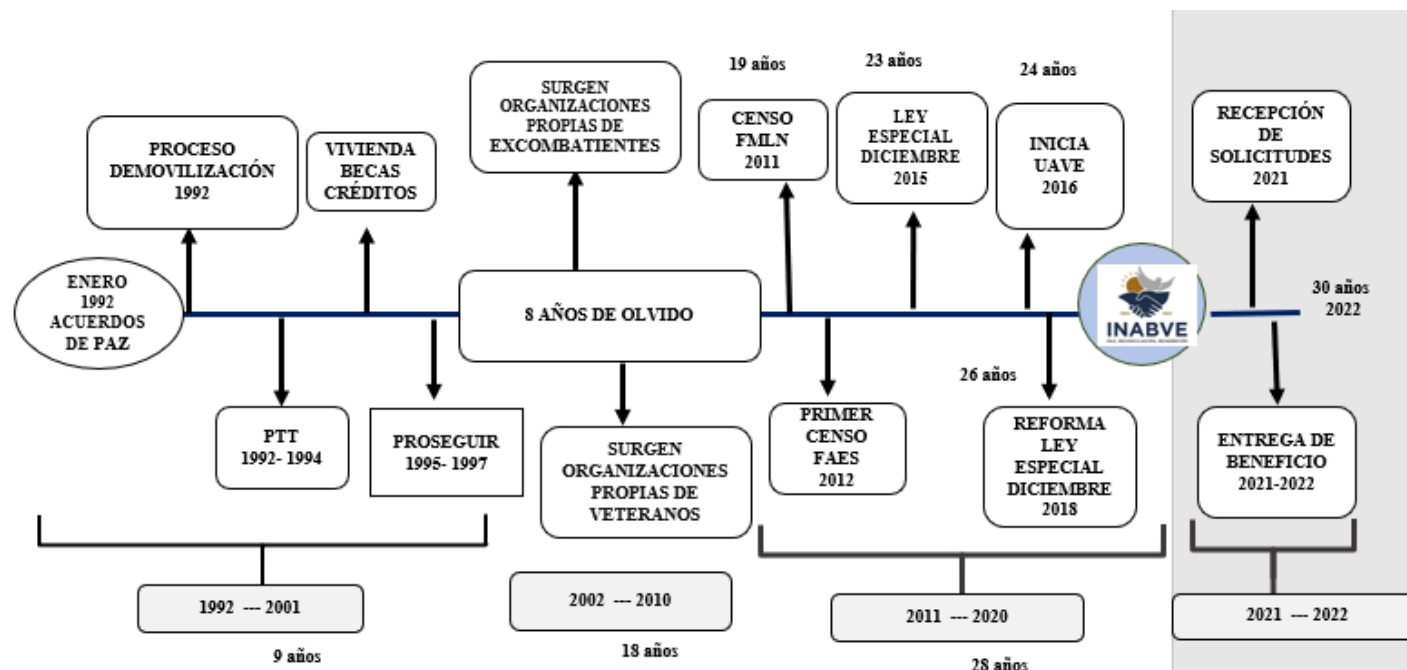 ENERO
1992
ACUERDOS
DE PAZ
PROCESO
DEMOVILIZACIÓN
1992
VIVIENDA
BECAS
CRÉDITOS
PTT
1992- 1994
PROSEGUIR
1995- 1997
SURGEN
ORGANIZACIONES
PROPIAS DE
EXCOMBATIENTES
8 AÑOS DE OLVIDO
SURGEN
ORGANIZACIONES
PROPIAS DE
VETERANOS
19 años
CENSO
FMLN
2011
23 años
LEY
ESPECIAL
DICIEMBRE
2015
24 años
INICIA
UAVE
2016
PRIMER
CENSO
FAES
2012
26 años
REFORMA
LEY
ESPECIAL
DICIEMBRE
2018
INABVE
RECEPCIÓN
DE
SOLICITUDES
2021
30 años
2022
ENTREGA DE
BENEFICIO
2021-2022
1992 --- 2001
9 años
2002 --- 2010
18 años
2011 --- 2020
28 años
2021 --- 2022